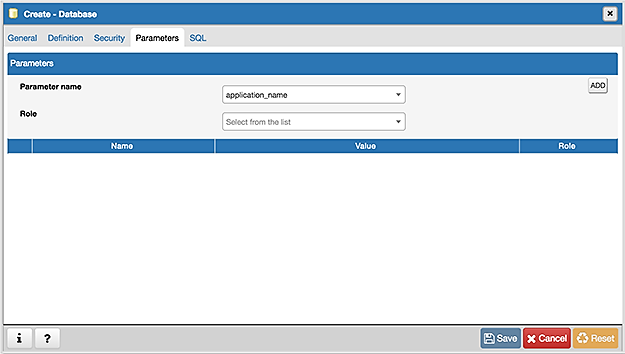 Create - Database
General Definition Security Parameters SQL
Parameters
Parameter name application_name ADD
Role Select from the list
Name Value Role
i ? Save Cancel Reset